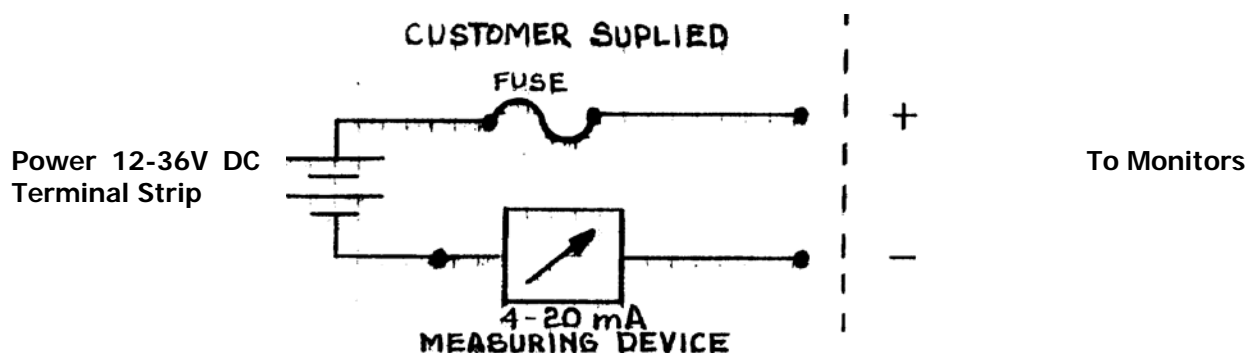 CUSTOMER SUPLIED
FUSE
+
Power 12-36V DC
Terminal Strip
To Monitors
−
4-20 mA
MEASURING DEVICE